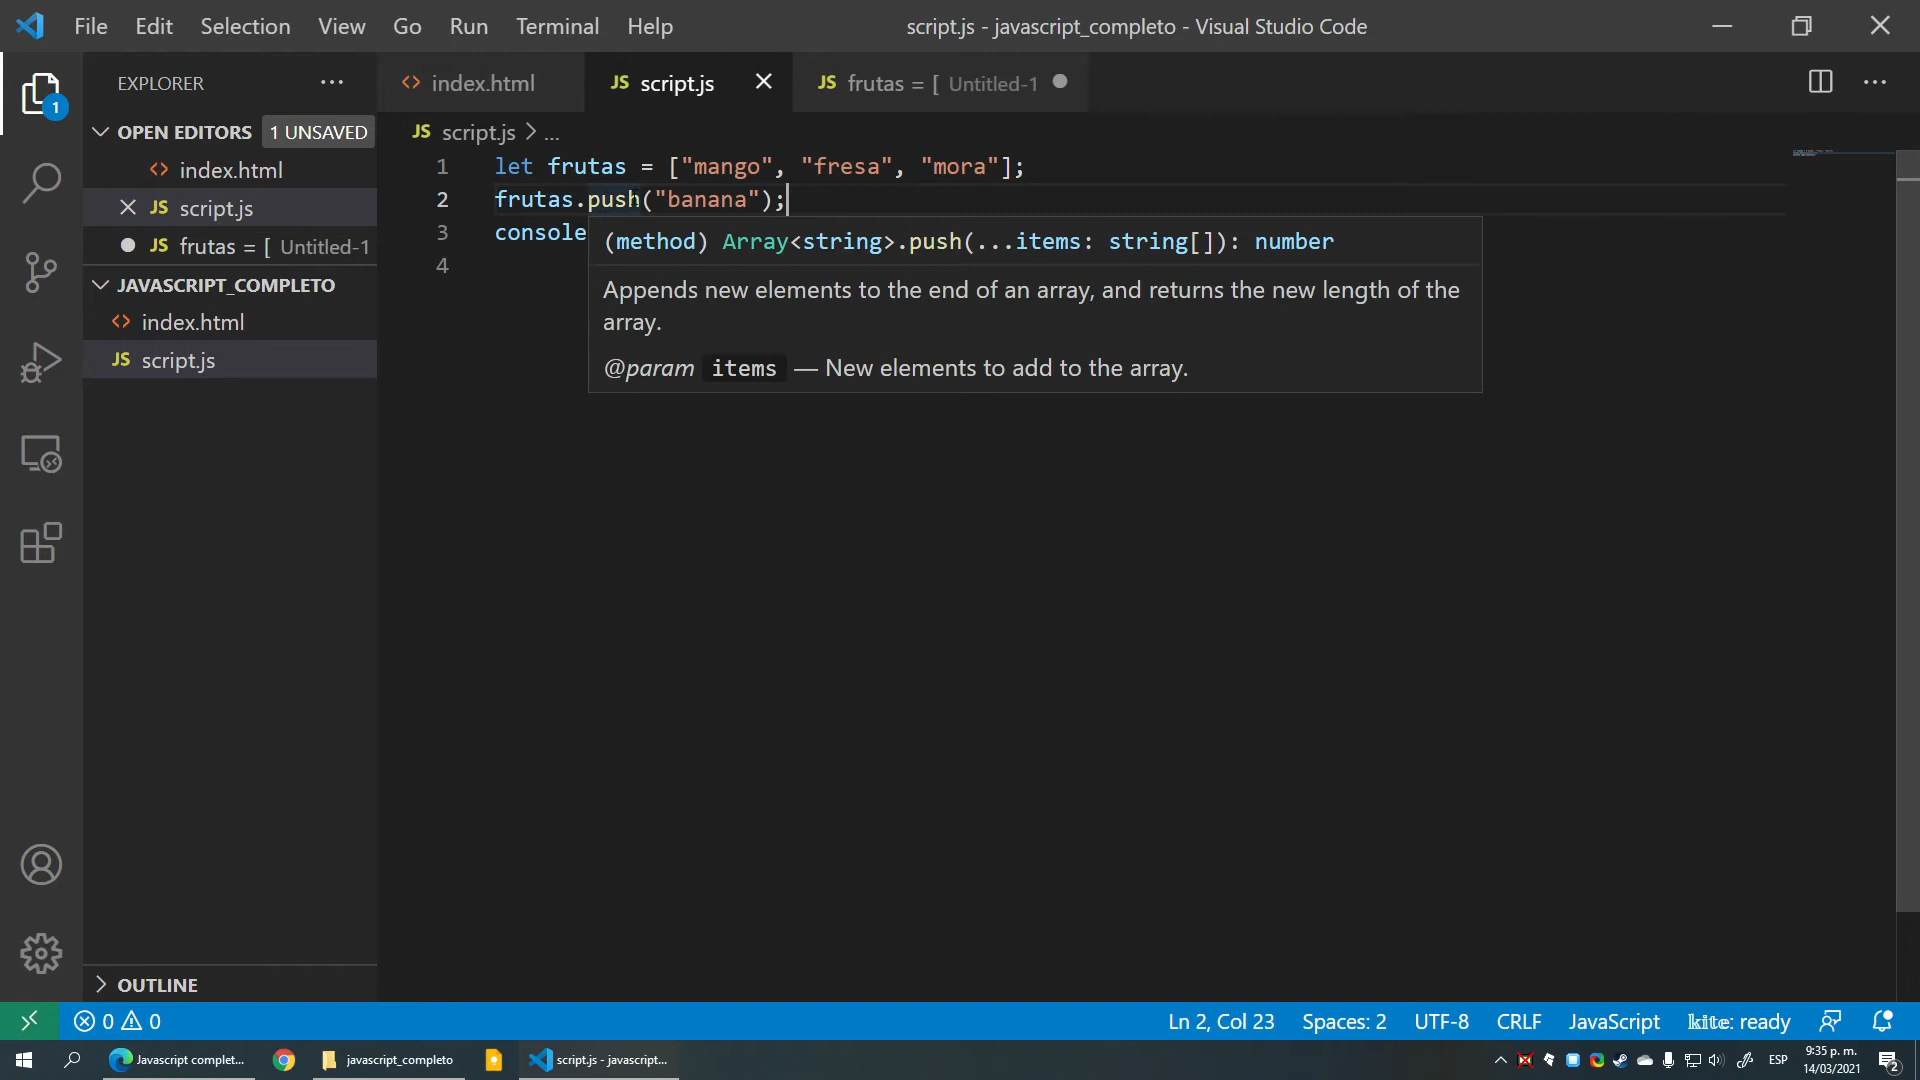 File Edit Selection View Go Run Terminal Help script.js - javascript_completo - Visual Studio Code
EXPLORER
index.html
JS script.js
JS frutas = [ Untitled-1
1
OPEN EDITORS 1 UNSAVED
index.html
JS script.js
JS frutas = [ Untitled-1
JAVASCRIPT_COMPLETO
index.html
JS script.js
OUTLINE
JS script.js > ...
1 let frutas = ["mango", "fresa", "mora"];
2 frutas.push("banana");
3 console
4
(method) Array<string>.push(...items: string[]): number
Appends new elements to the end of an array, and returns the new length of the
array.
@param items — New elements to add to the array.
0 0 Ln 2, Col 23 Spaces: 2 UTF-8 CRLF JavaScript kite: ready
Javascript complet... javascript_completo script.js - javascript... ESP
9:35 p. m.
14/03/2021
2